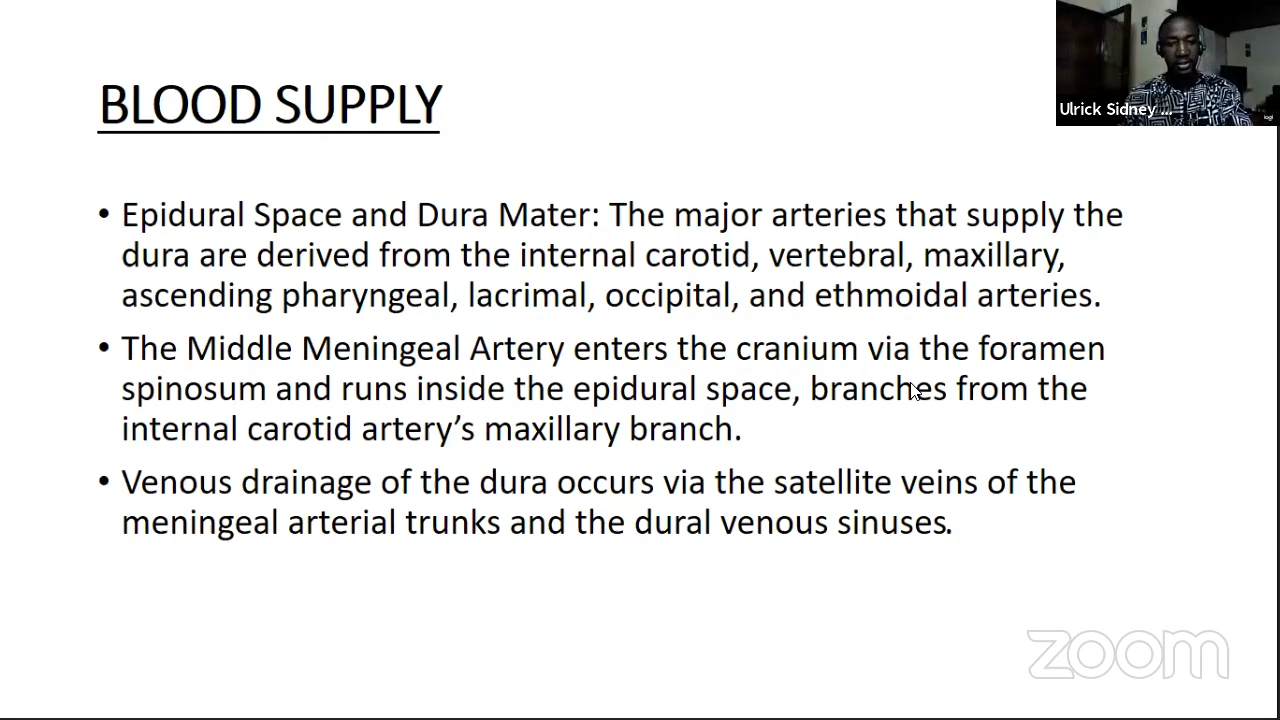 BLOOD SUPPLY
Ulrick Sidney ...
• Epidural Space and Dura Mater: The major arteries that supply the
dura are derived from the internal carotid, vertebral, maxillary,
ascending pharyngeal, lacrimal, occipital, and ethmoidal arteries.
• The Middle Meningeal Artery enters the cranium via the foramen
spinosum and runs inside the epidural space, branches from the
internal carotid artery’s maxillary branch.
• Venous drainage of the dura occurs via the satellite veins of the
meningeal arterial trunks and the dural venous sinuses.
zoom